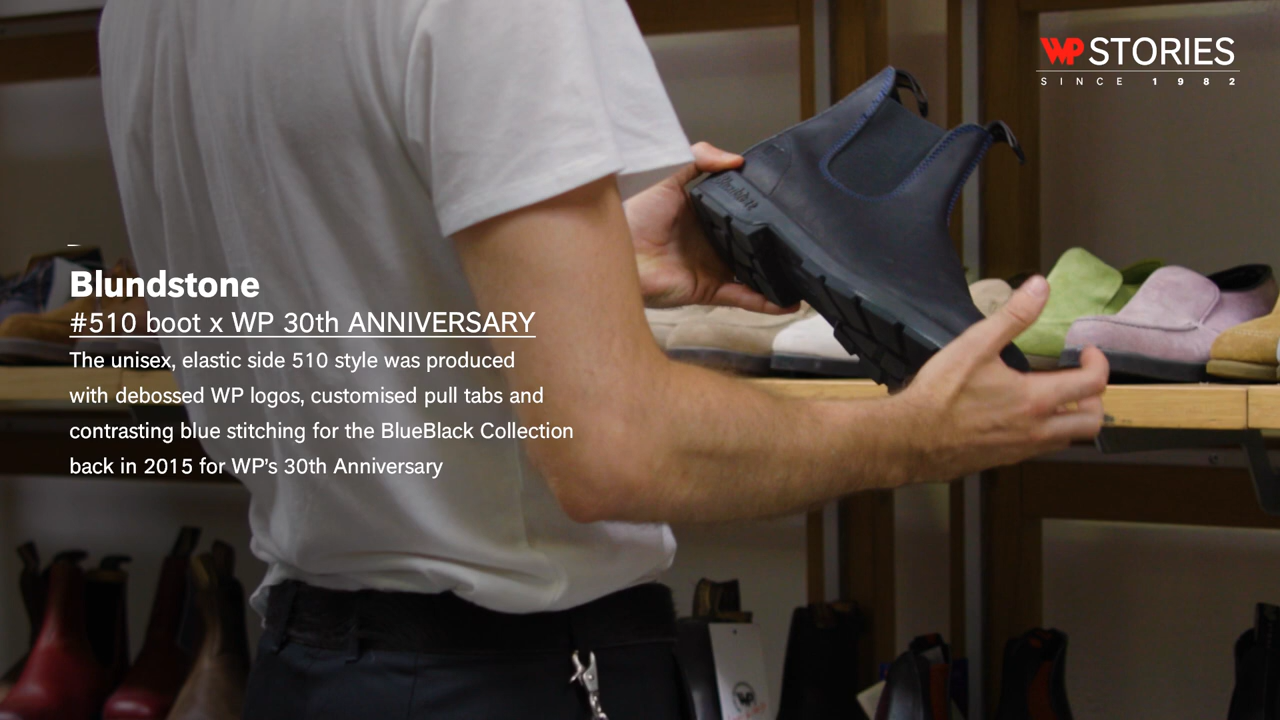 WP STORIES
SINCE 1982
Blundstone
#510 boot x WP 30th ANNIVERSARY
The unisex, elastic side 510 style was produced
with debossed WP logos, customised pull tabs and
contrasting blue stitching for the BlueBlack Collection
back in 2015 for WP's 30th Anniversary
Blundstone
WP